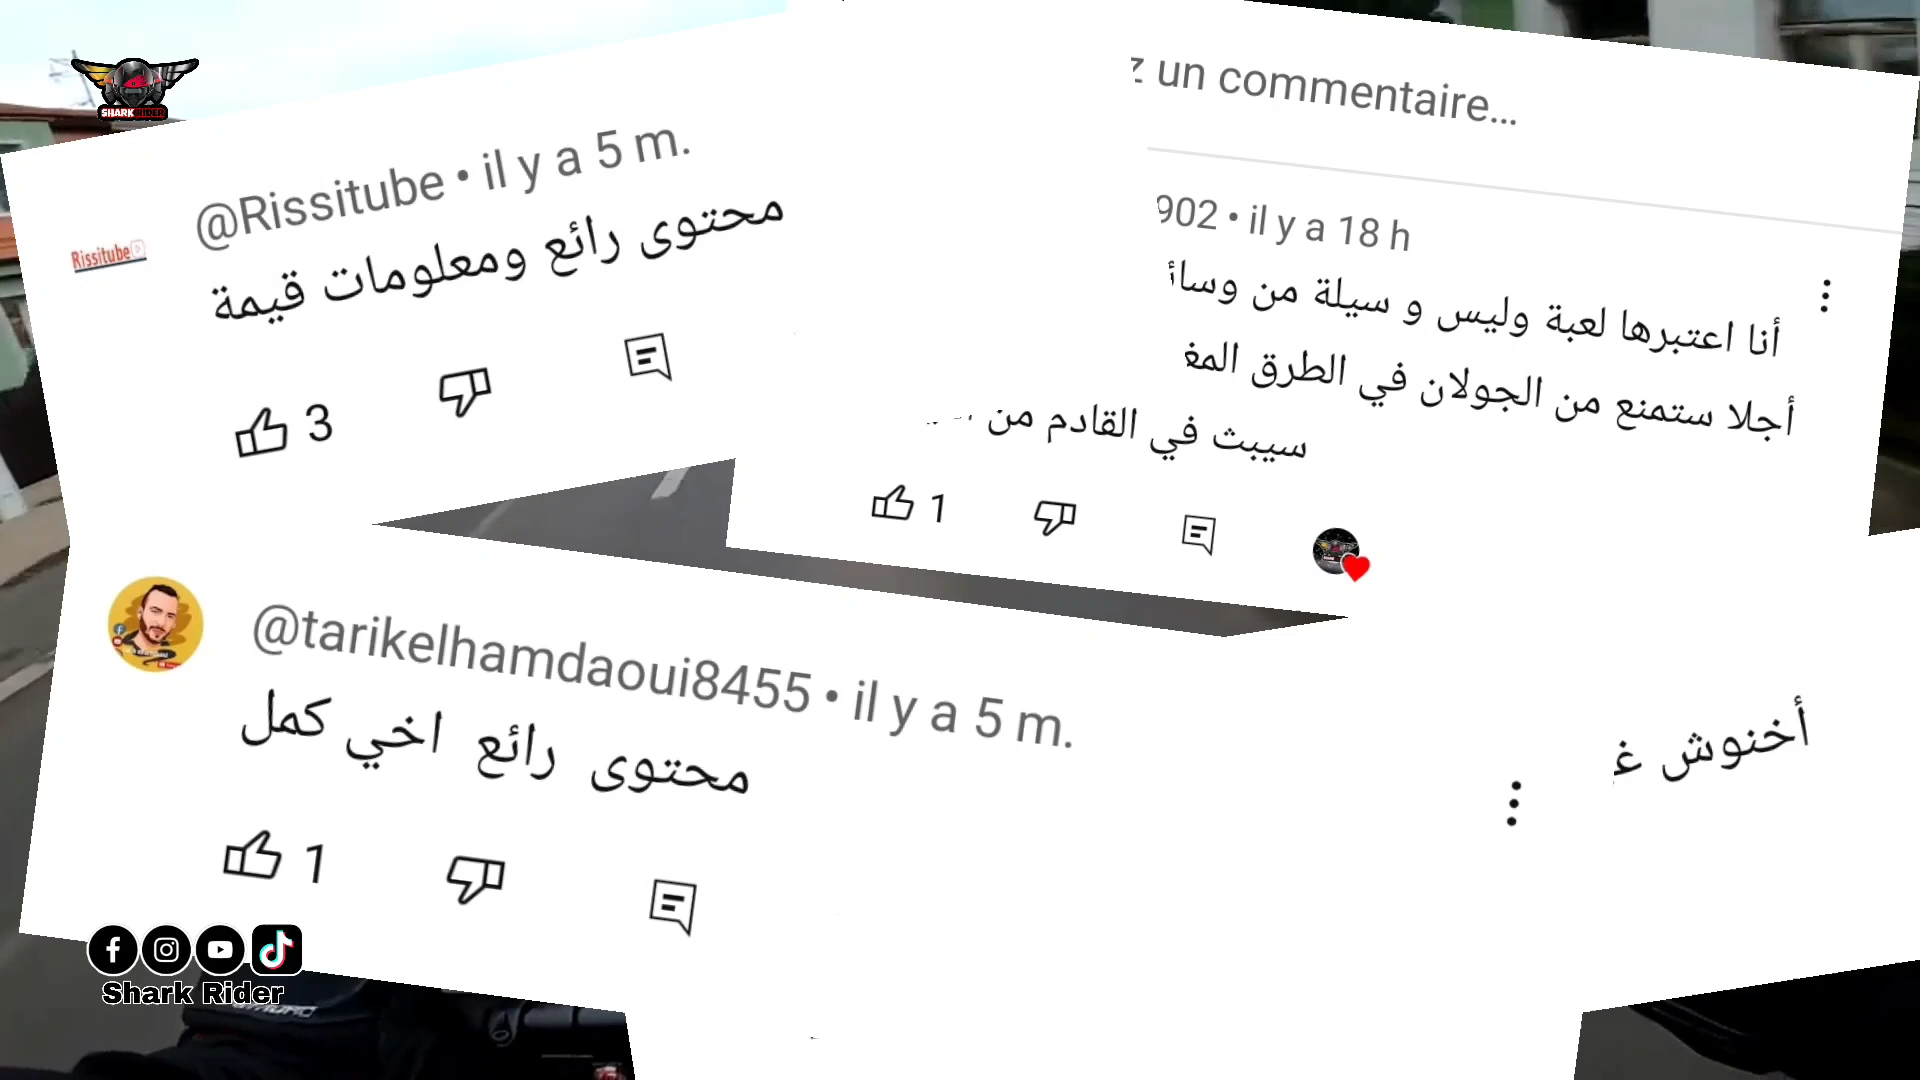 SHARK RIDER
@Rissitube • il y a 5 m.
Rissitube
محتوى رائع ومعلومات قيمة
3
un commentaire...
902 • il y a 18 h
أنا اعتبرها لعبة وليس و سيلة من
أجلا ستمنع من الجولان في الطرق
سيبث في القادم من
1
@tarikelhamdaoui8455 • il y a 5 m.
محتوى رائع اخي كمل
1
أخنوش
Shark Rider